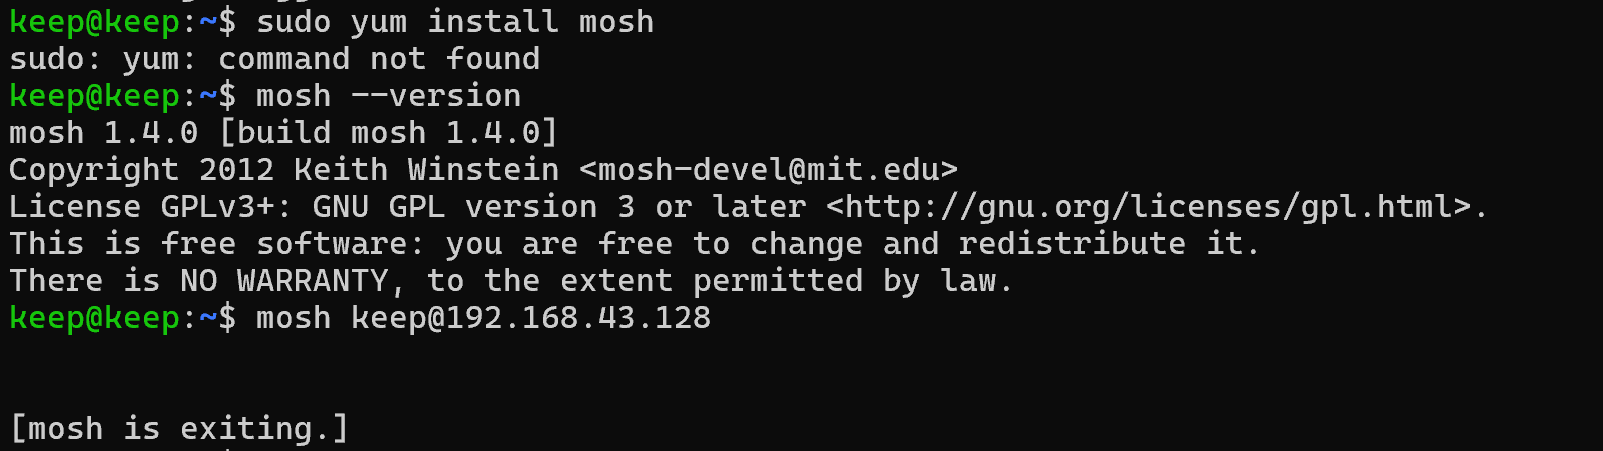 keep@keep:~$ sudo yum install mosh
sudo: yum: command not found
keep@keep:~$ mosh --version
mosh 1.4.0 [build mosh 1.4.0]
Copyright 2012 Keith Winstein <mosh-devel@mit.edu>
License GPLv3+: GNU GPL version 3 or later <http://gnu.org/licenses/gpl.html>.
This is free software: you are free to change and redistribute it.
There is NO WARRANTY, to the extent permitted by law.
keep@keep:~$ mosh keep@192.168.43.128
[mosh is exiting.]